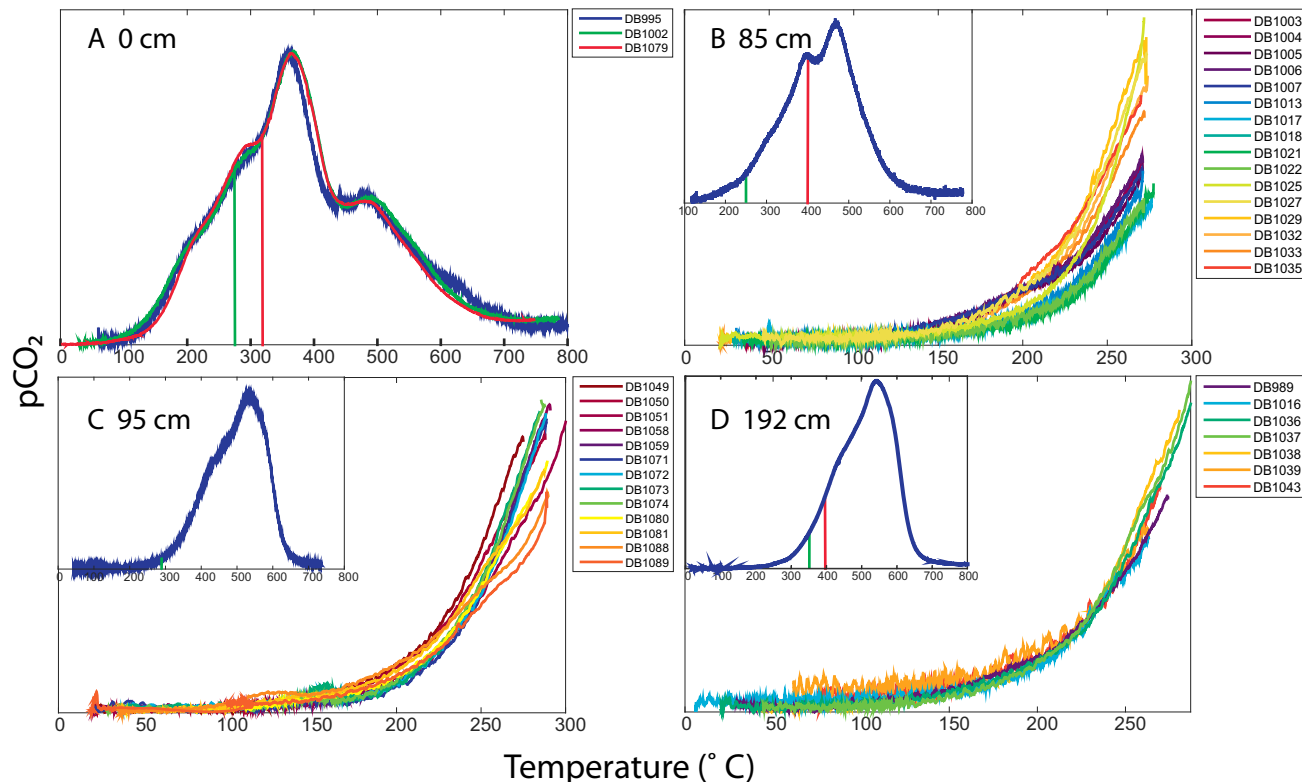 A 0 cm
DB995
DB1002
DB1079
0 100 200 300 400 500 600 700 800
B 85 cm
100 200 300 400 500 600 700 800
DB1003
DB1004
DB1005
DB1006
DB1007
DB1013
DB1017
DB1018
DB1021
DB1022
DB1025
DB1027
DB1029
DB1032
DB1033
DB1035
0 50 100 150 200 250 300
pCO2
C 95 cm
0 100 200 300 400 500 600 700 800
DB1049
DB1050
DB1051
DB1058
DB1059
DB1071
DB1072
DB1073
DB1074
DB1080
DB1081
DB1088
DB1089
0 50 100 150 200 250 300
D 192 cm
0 100 200 300 400 500 600 700 800
DB989
DB1016
DB1036
DB1037
DB1038
DB1039
DB1043
0 50 100 150 200 250
Temperature (° C)